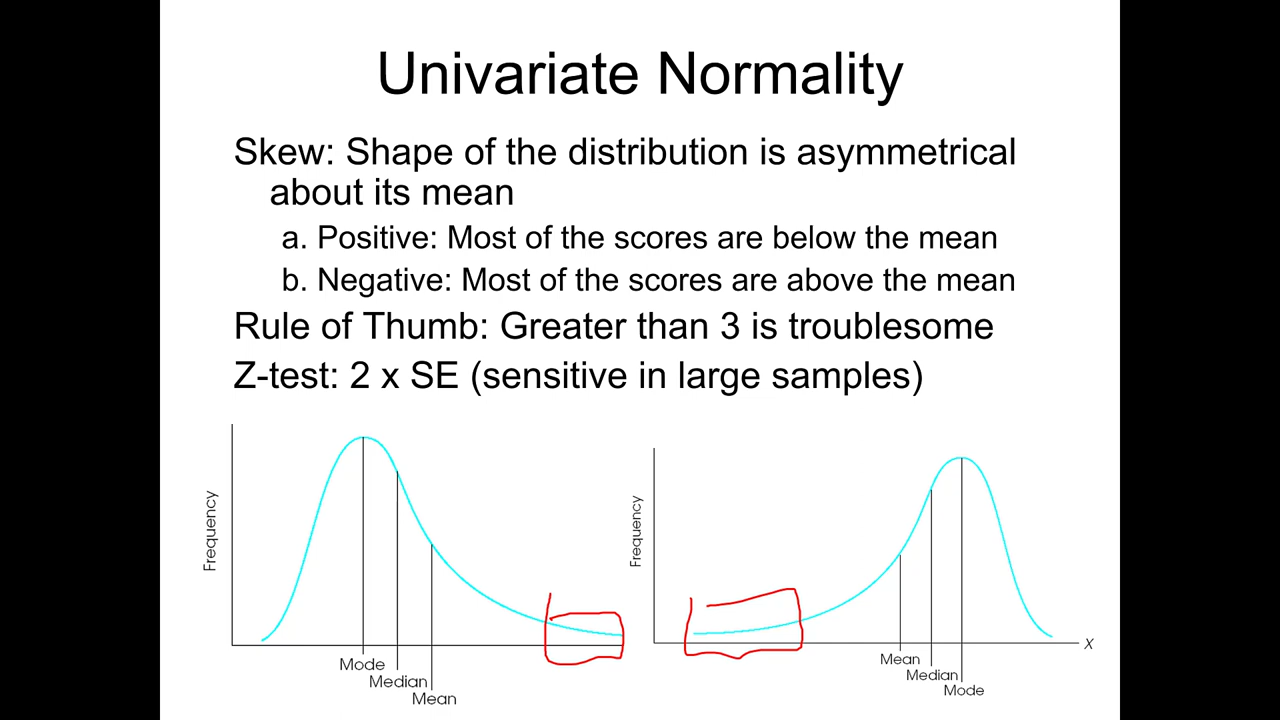 Univariate Normality
Skew: Shape of the distribution is asymmetrical
about its mean
a. Positive: Most of the scores are below the mean
b. Negative: Most of the scores are above the mean
Rule of Thumb: Greater than 3 is troublesome
Z-test: 2 x SE (sensitive in large samples)
Frequency
Mode
Median
Mean
Frequency
X
Mean
Median
Mode